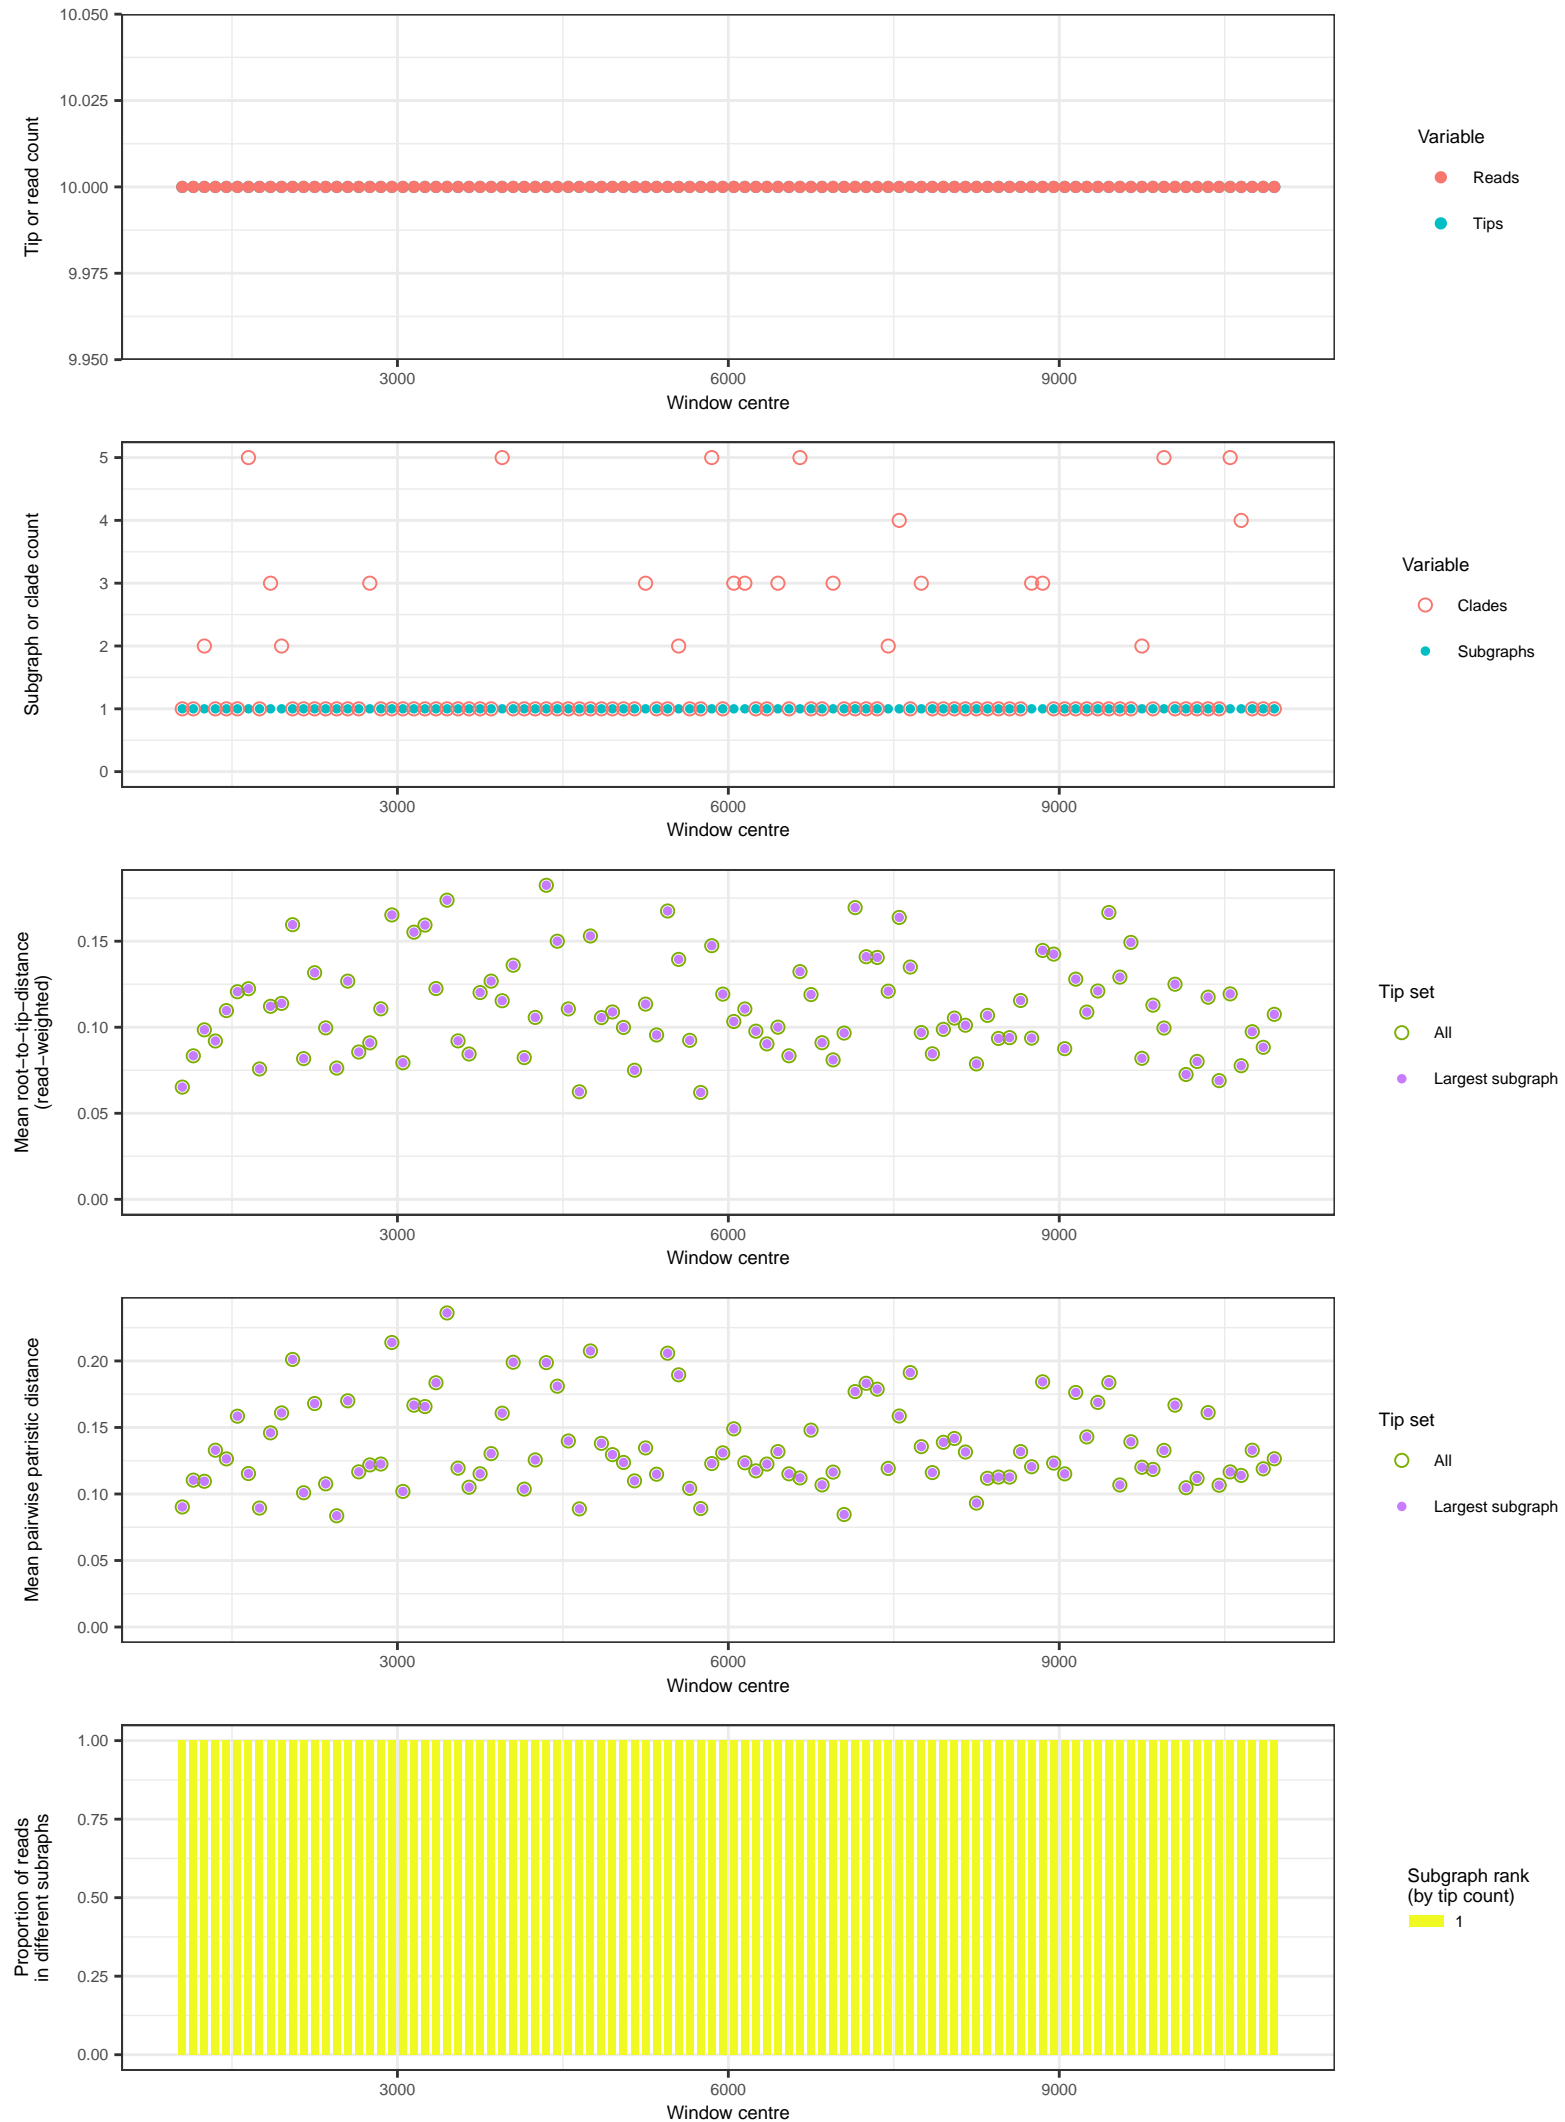 10.050
10.025
10.000
9.975
9.950
Tip or read count
3000
6000
9000
Window centre
Variable
Reads
Tips
5
4
3
2
1
0
Subgraph or clade count
3000
6000
9000
Window centre
Variable
Clades
Subgraphs
0.15
0.10
0.05
0.00
Mean root−to−tip−distance
(read−weighted)
3000
6000
9000
Window centre
Tip set
All
Largest subgraph
0.20
0.15
0.10
0.05
0.00
Mean pairwise patristic distance
3000
6000
9000
Window centre
Tip set
All
Largest subgraph
1.00
0.75
0.50
0.25
0.00
Proportion of reads
in different subraphs
3000
6000
9000
Window centre
Subgraph rank
(by tip count)
1